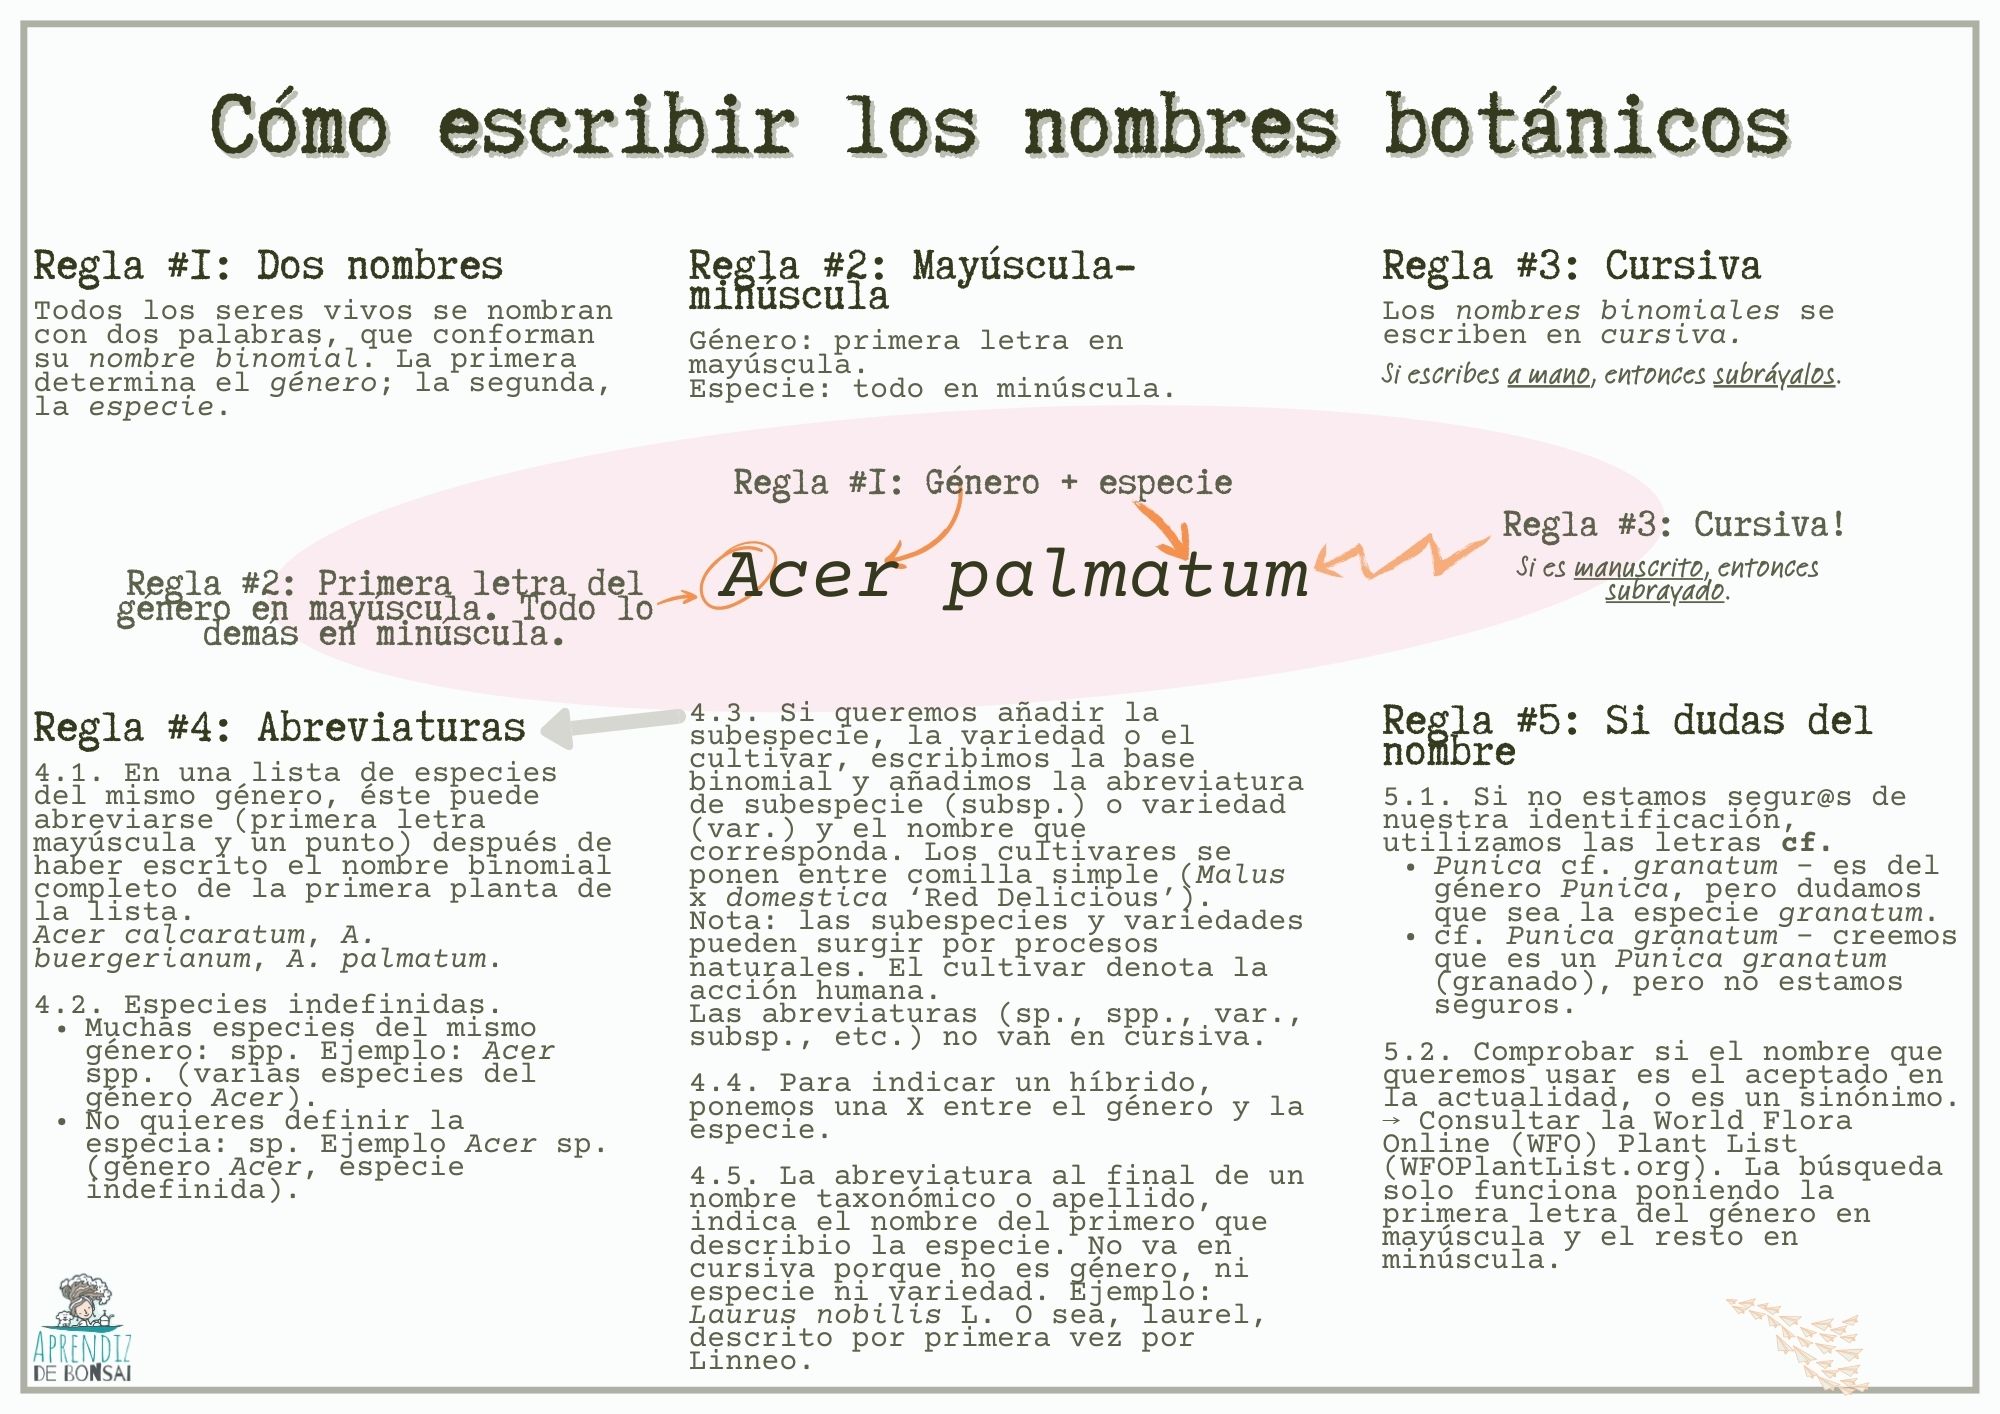 Cómo escribir los nombres botánicos
Regla #1: Dos nombres
Todos los seres vivos se nombran
con dos palabras, que conforman
su nombre binomial. La primera
determina el género; la segunda,
la especie.
Regla #2: Mayúscula-
minúscula
Género: primera letra en
mayúscula.
Especie: todo en minúscula.
Regla #3: Cursiva
Los nombres binomiales se
escriben en cursiva.
Si escribes a mano, entonces subráyalos.
Regla #1: Género + especie
Acer palmatum
Regla #2: Primera letra del
género en mayúscula. Todo lo
demás en minúscula.
Regla #3: Cursiva!
Si es manuscrito, entonces
subrayado.
Regla #4: Abreviaturas
4.1. En una lista de especies
del mismo género, éste puede
abreviarse (primera letra
mayúscula y un punto) después de
haber escrito el nombre binomial
completo de la primera planta de
la lista.
Acer calcaratum, A.
buergerianum, A. palmatum.
4.2. Especies indefinidas.
• Muchas especies del mismo
género: spp. Ejemplo: Acer
spp. (varias especies del
género Acer).
• No quieres definir la
especia: sp. Ejemplo Acer sp.
(género Acer, especie
indefinida).
4.3. Si queremos añadir la
subespecie, la variedad o el
cultivar, escribimos la base
binomial y añadimos la abreviatura
de subespecie (subsp.) o variedad
(var.) y el nombre que
corresponda. Los cultivares se
ponen entre comilla simple (Malus
x domestica ‘Red Delicious’).
Nota: las subespecies y variedades
pueden surgir por procesos
naturales. El cultivar denota la
acción humana.
Las abreviaturas (sp., spp., var.,
subsp., etc.) no van en cursiva.
4.4. Para indicar un híbrido,
ponemos una X entre el género y la
especie.
4.5. La abreviatura al final de un
nombre taxonómico o apellido,
indica el nombre del primero que
describio la especie. No va en
cursiva porque no es género, ni
especie ni variedad. Ejemplo:
Laurus nobilis L. O sea, laurel,
descrito por primera vez por
Linneo.
Regla #5: Si dudas del
nombre
5.1. Si no estamos segur@s de
nuestra identificación,
utilizamos las letras cf.
• Punica cf. granatum – es del
género Punica, pero dudamos
que sea la especie granatum.
• cf. Punica granatum – creemos
que es un Punica granatum
(granado), pero no estamos
seguros.
5.2. Comprobar si el nombre que
queremos usar es el aceptado en
la actualidad, o es un sinónimo.
→ Consultar la World Flora
Online (WFO) Plant List
(WFOPlantList.org). La búsqueda
solo funciona poniendo la
primera letra del género en
mayúscula y el resto en
minúscula.
APRENDIZ
DE BONSAI